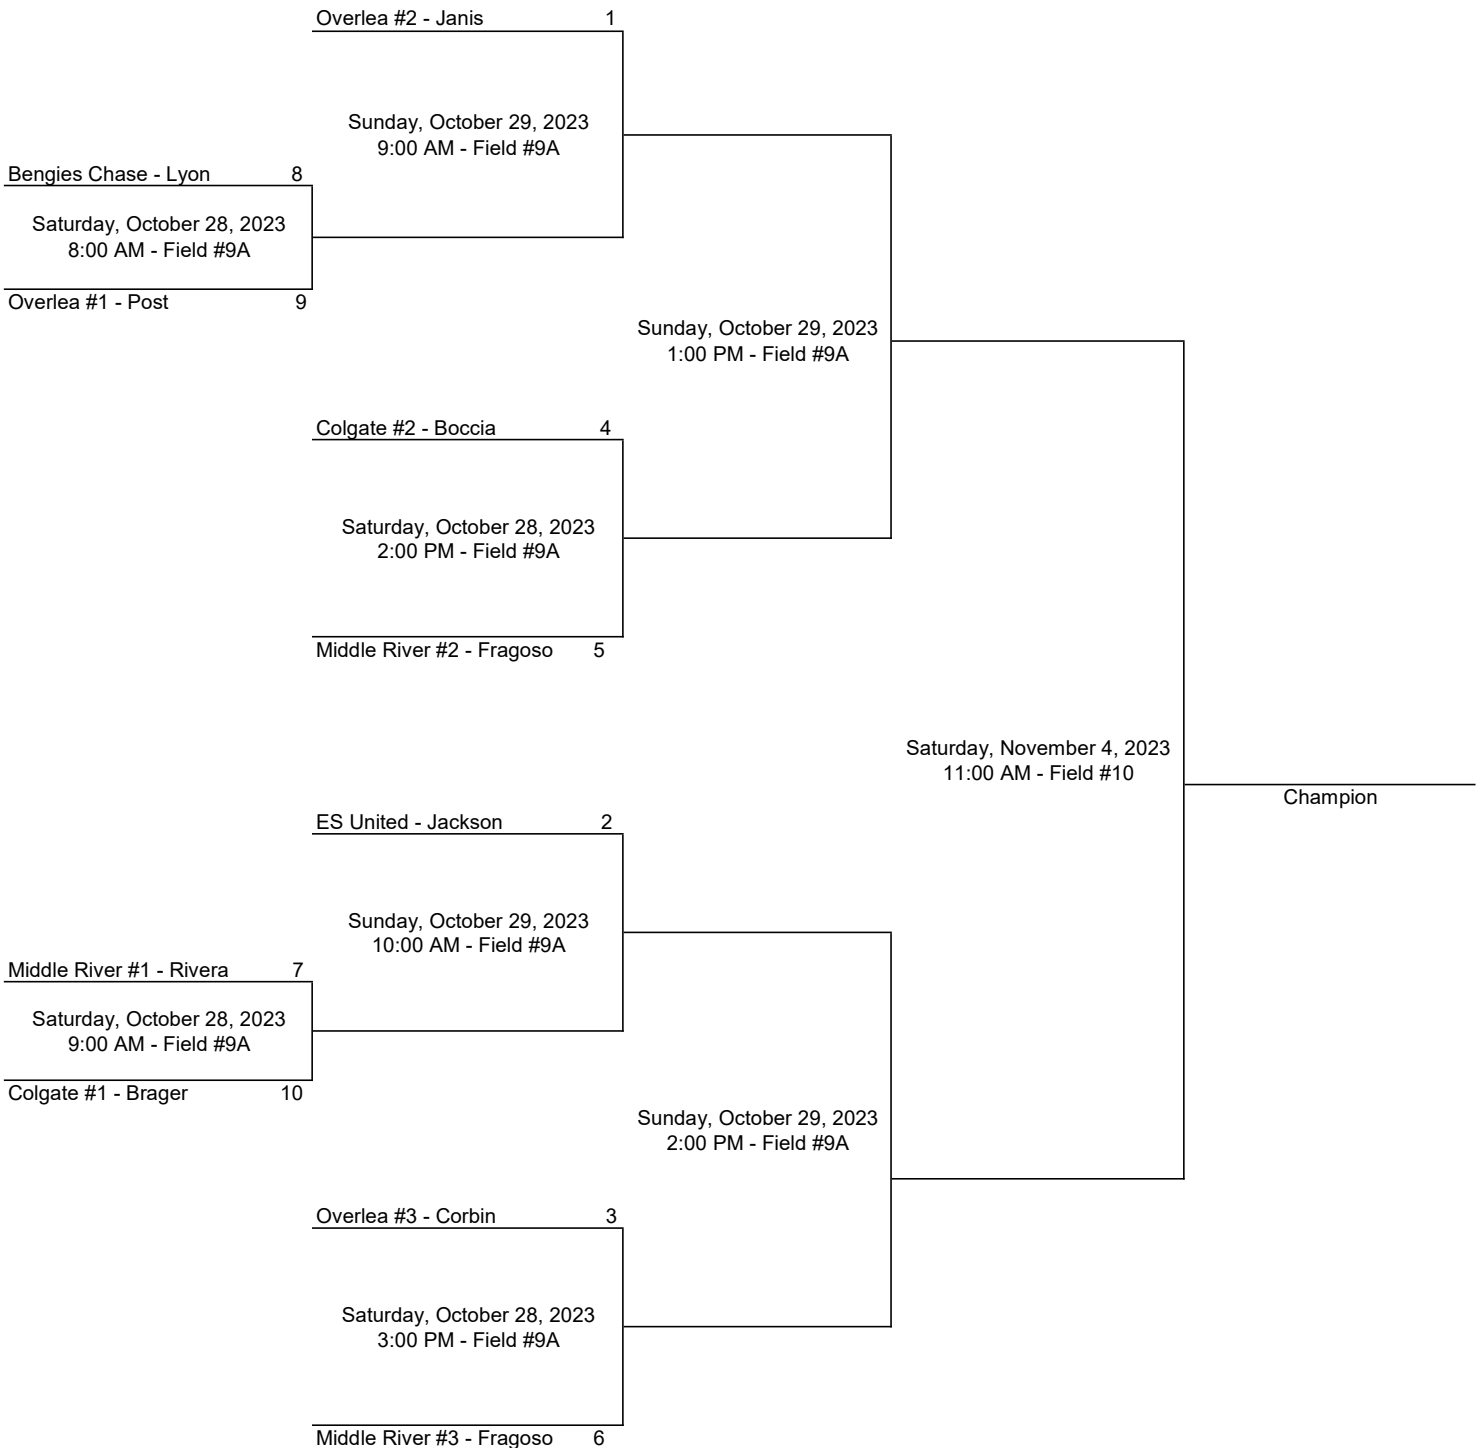 Overlea #2 - Janis 1
Sunday, October 29, 2023
9:00 AM - Field #9A
Bengies Chase - Lyon 8
Saturday, October 28, 2023
8:00 AM - Field #9A
Overlea #1 - Post 9
Sunday, October 29, 2023
1:00 PM - Field #9A
Colgate #2 - Boccia 4
Saturday, October 28, 2023
2:00 PM - Field #9A
Middle River #2 - Fragoso 5
Saturday, November 4, 2023
11:00 AM - Field #10
Champion
ES United - Jackson 2
Sunday, October 29, 2023
10:00 AM - Field #9A
Middle River #1 - Rivera 7
Saturday, October 28, 2023
9:00 AM - Field #9A
Colgate #1 - Brager 10
Sunday, October 29, 2023
2:00 PM - Field #9A
Overlea #3 - Corbin 3
Saturday, October 28, 2023
3:00 PM - Field #9A
Middle River #3 - Fragoso 6